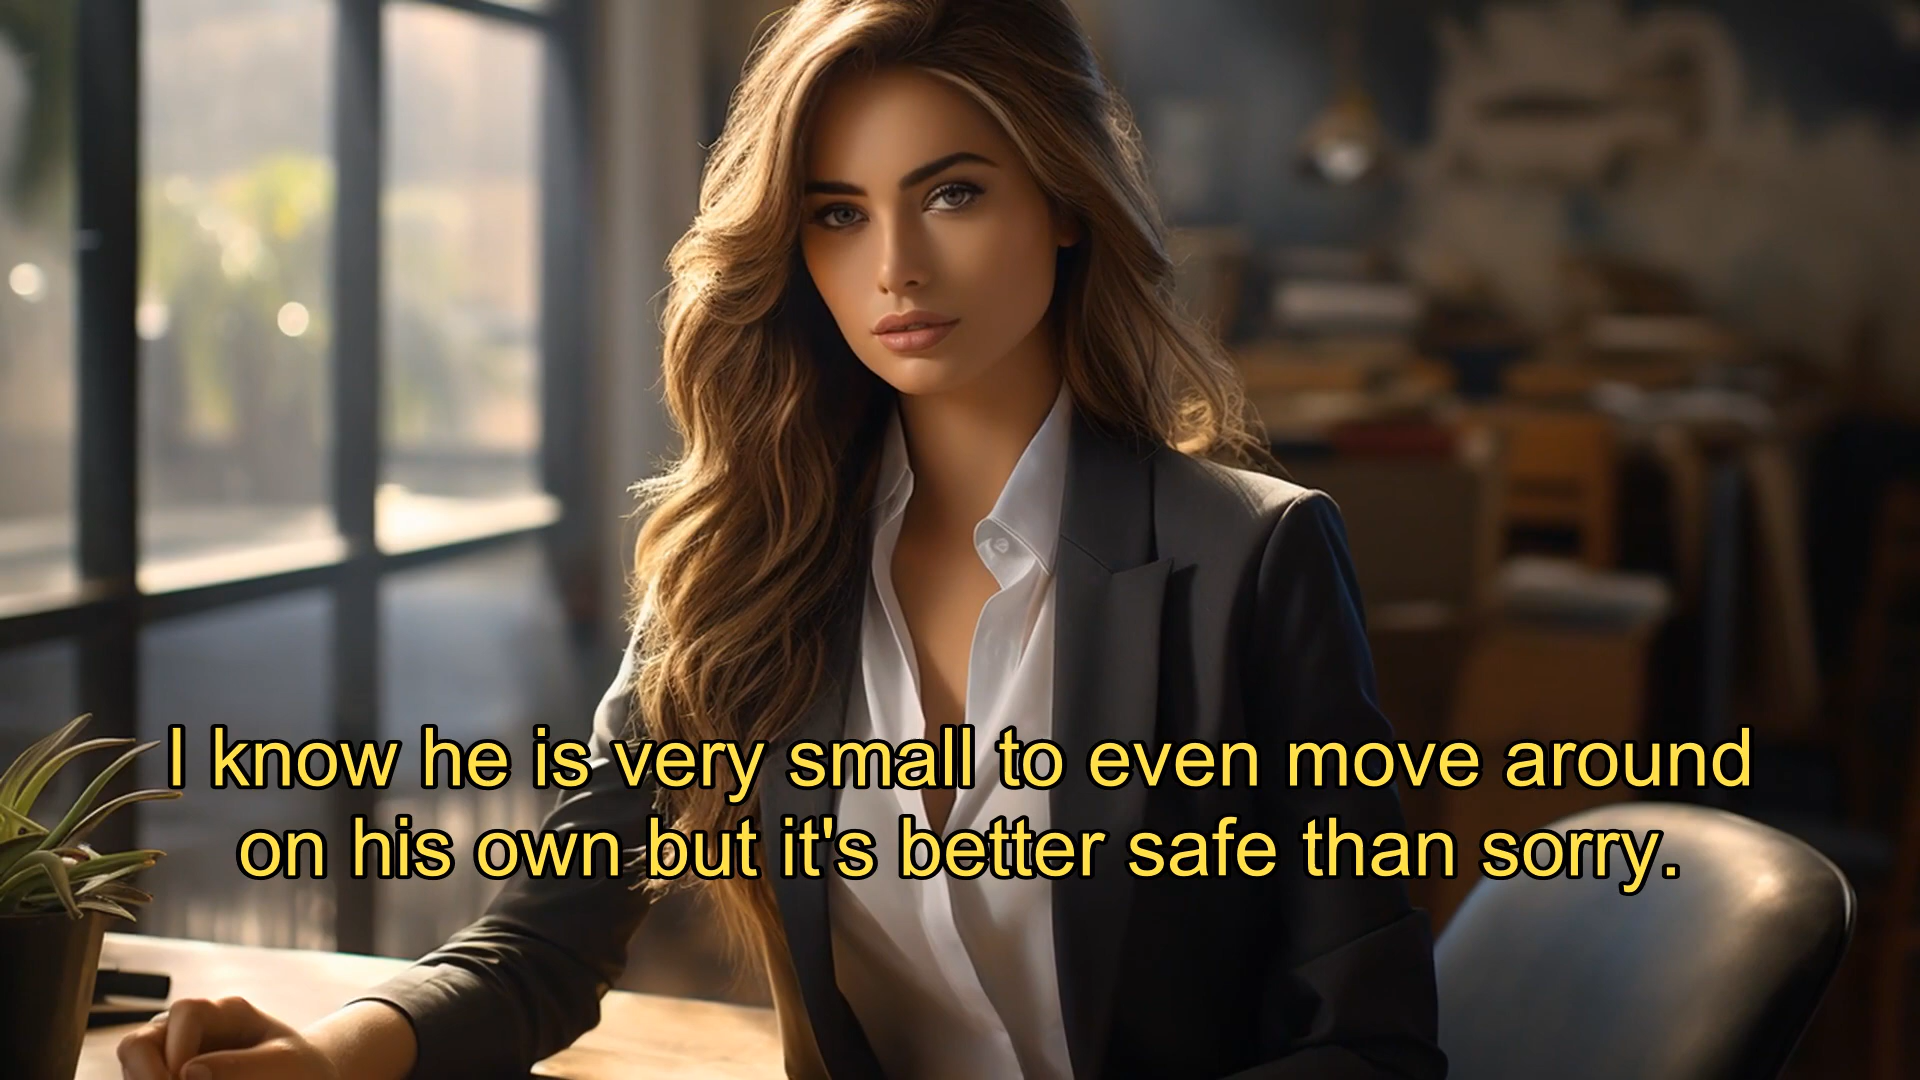 I know he is very small to even move around
on his own but it's better safe than sorry.